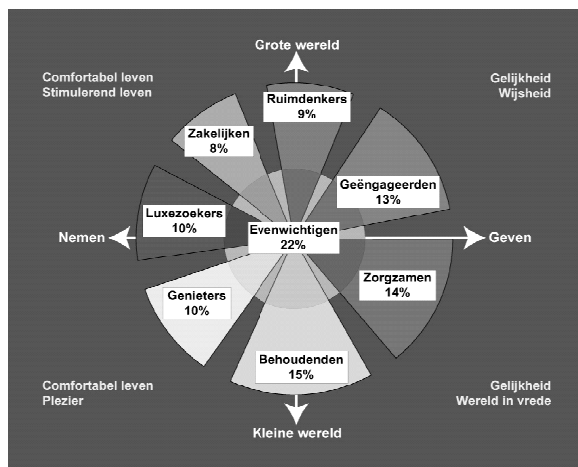 Grote wereld
Comfortabel leven
Stimulerend leven
Gelijkheid
Wijsheid
Ruimdenkers
9%
Zakelijken
8%
Geëngageerden
13%
Luxezoekers
10%
Evenwichtigen
22%
Nemen
Geven
Zorgzamen
14%
Genieters
10%
Behoudenden
15%
Comfortabel leven
Plezier
Gelijkheid
Wereld in vrede
Kleine wereld